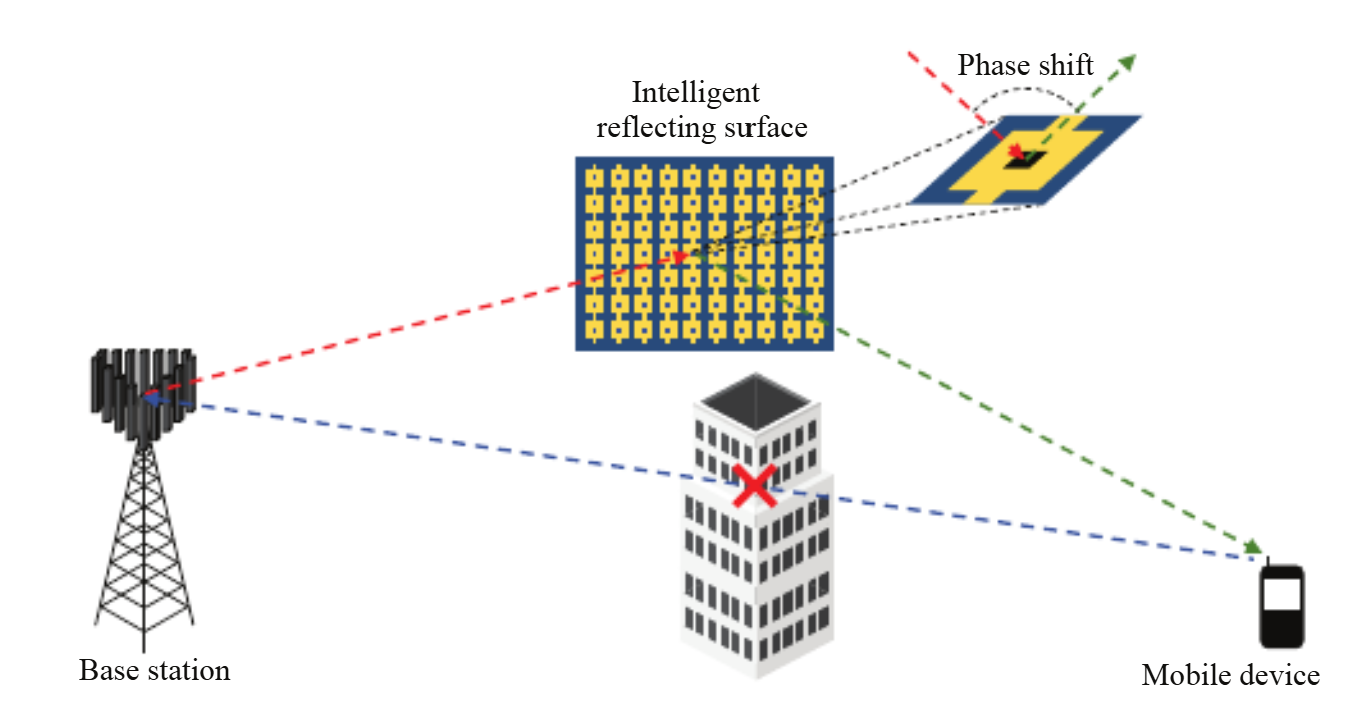 Phase shift
Intelligent
reflecting surface
Base station
Mobile device